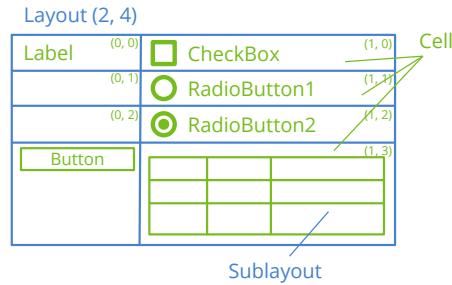 Layout (2, 4)
Cell
Label
(0, 0)
CheckBox
(1, 0)
(0, 1)
RadioButton1
(1, 1)
(0, 2)
RadioButton2
(1, 2)
Button
(1, 3)
Sublayout